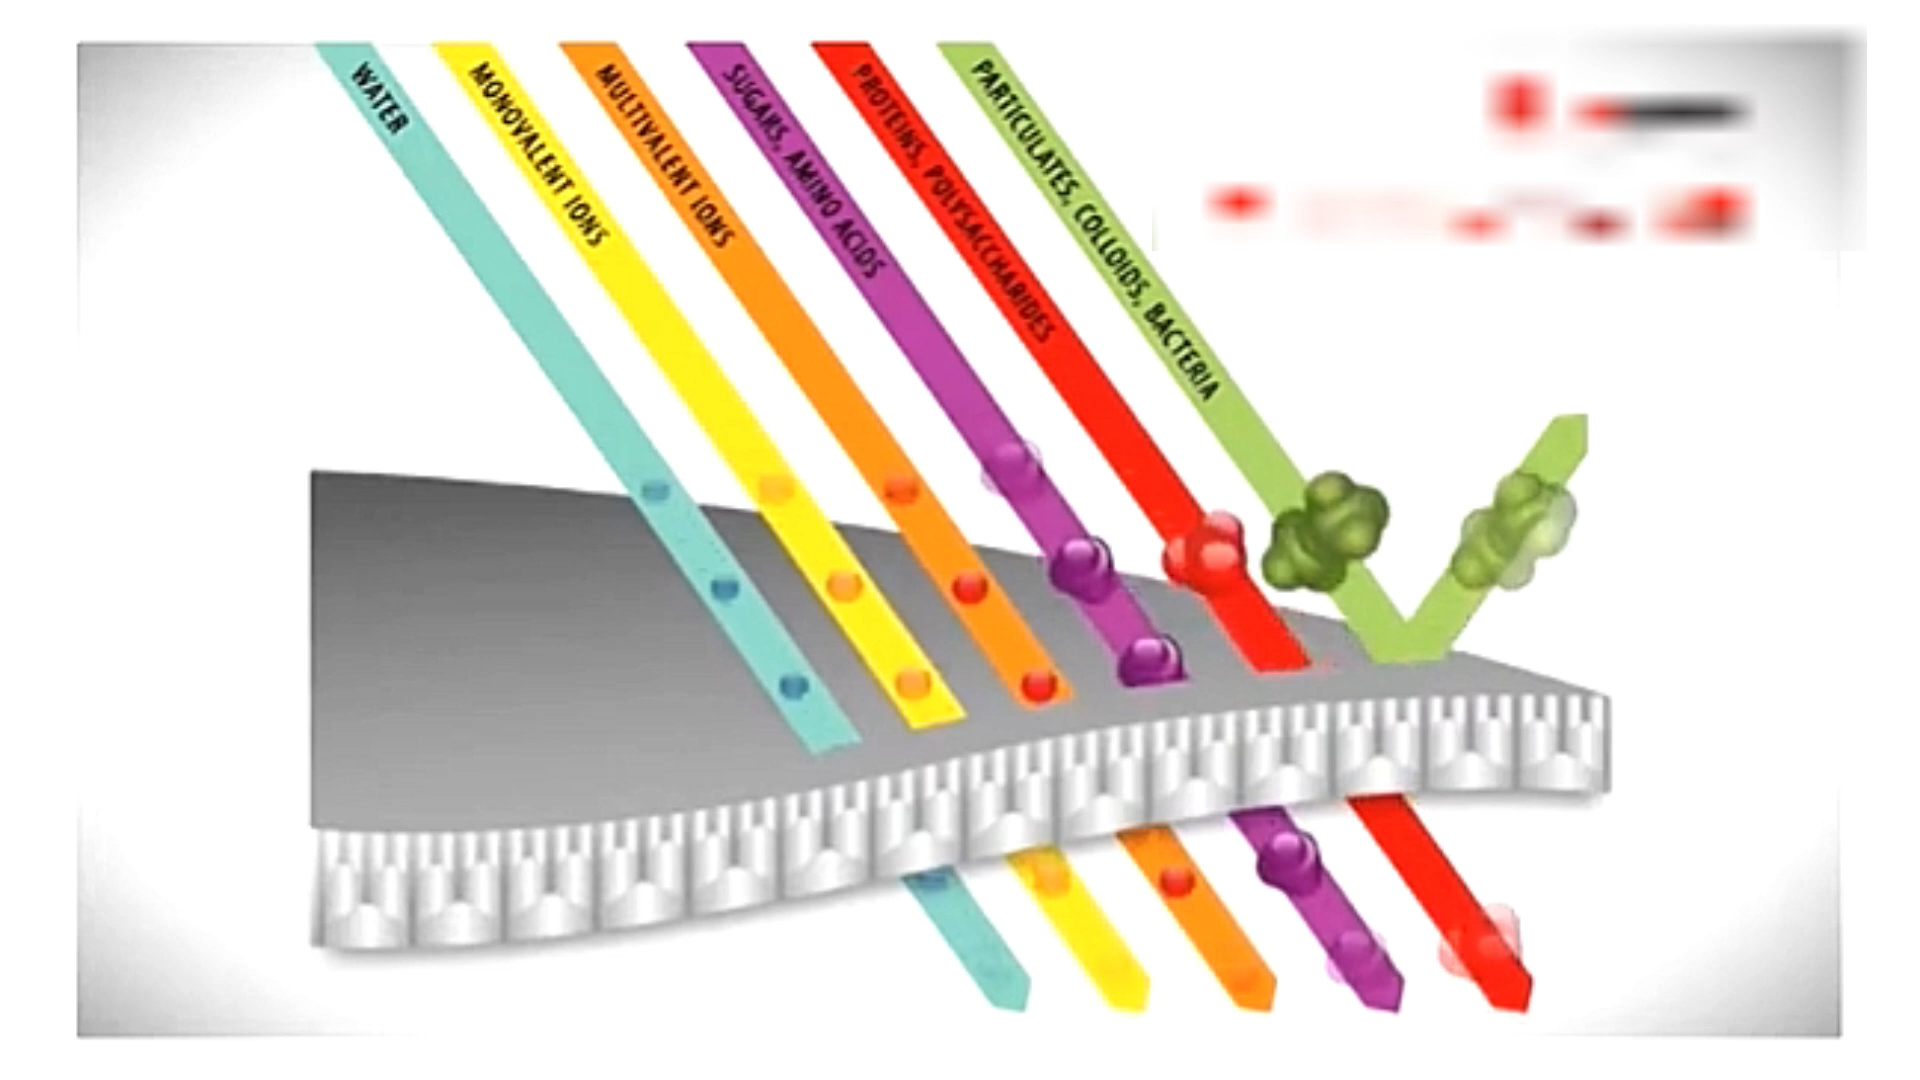 WATER
MONOVALENT IONS
MULTIVALENT IONS
SUGARS, AMINO ACIDS
PROTEINS, POLYSACCHARIDES
PARTICULATES, COLLOIDS, BACTERIA